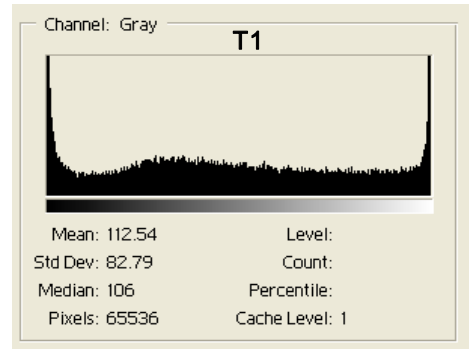 Channel: Gray
T1
Mean: 112.54 Level:
Std Dev: 82.79 Count:
Median: 106 Percentile:
Pixels: 65536 Cache Level: 1